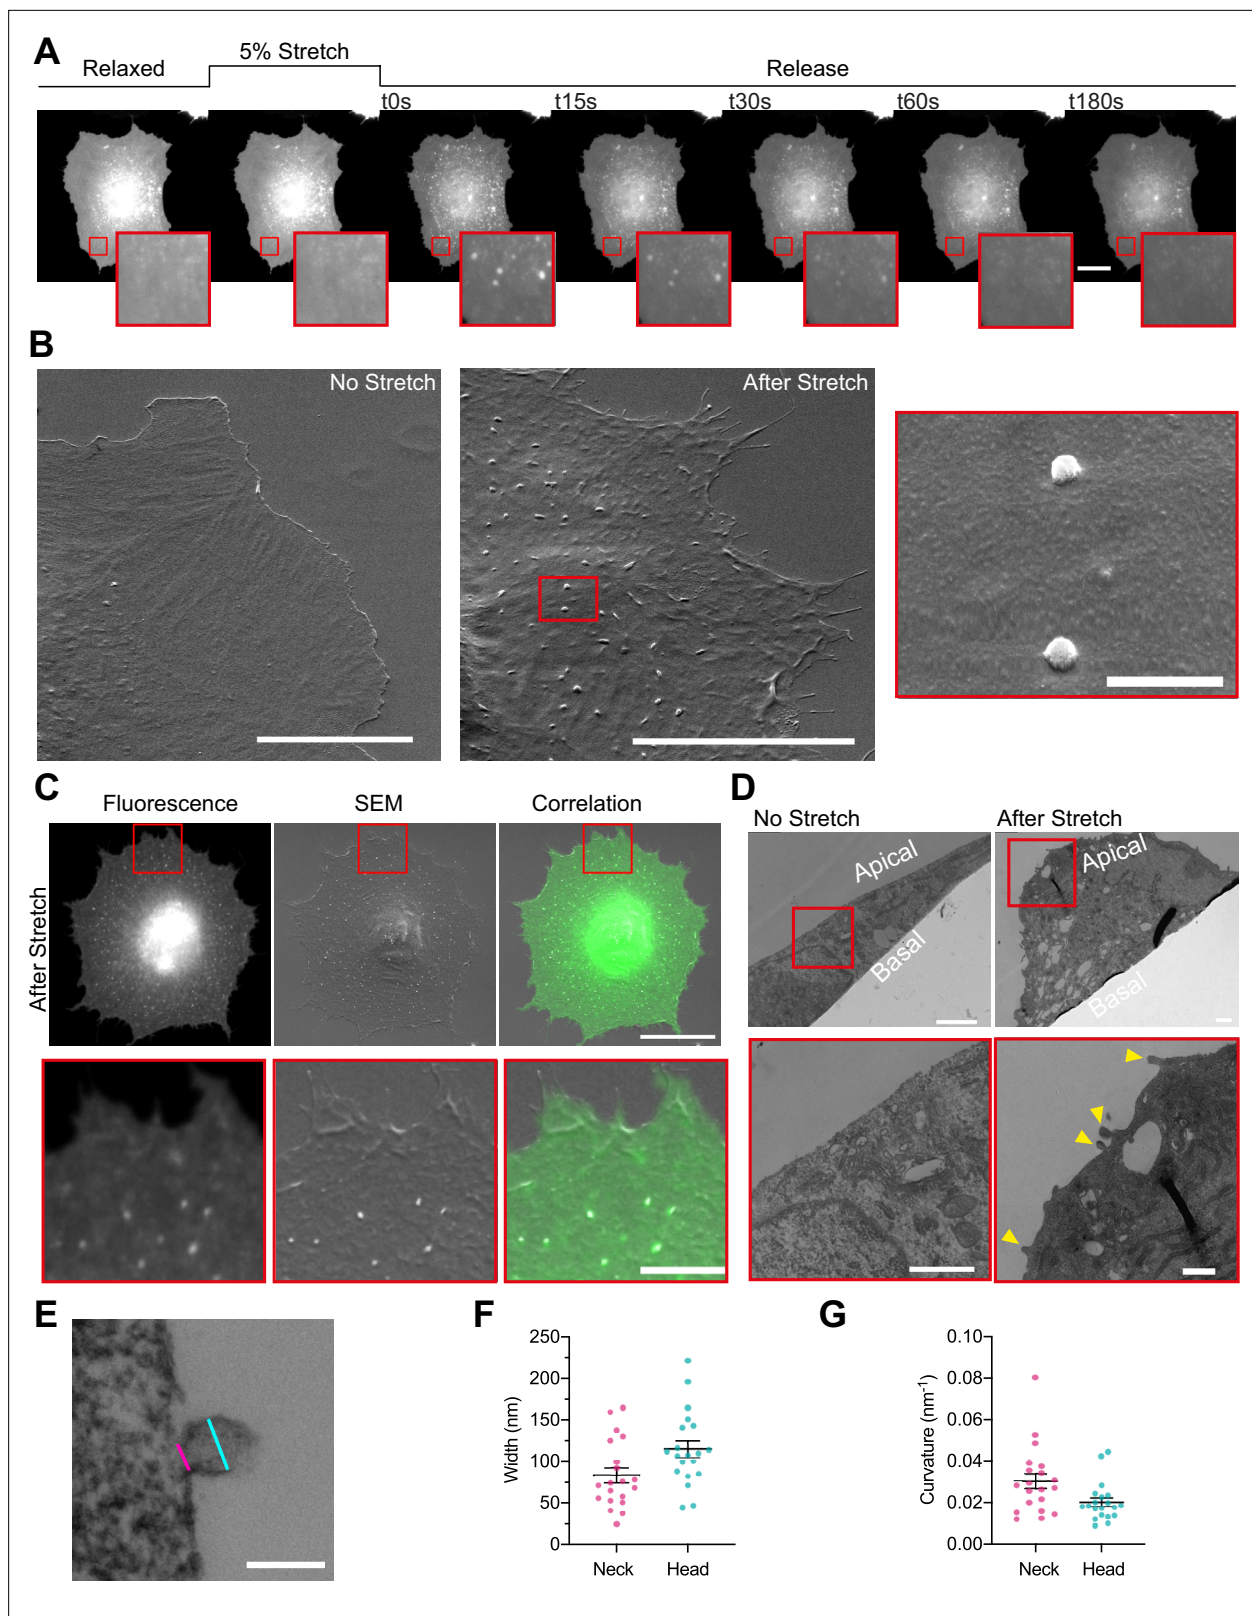 A
Relaxed
5% Stretch
Release
t0s
t15s
t30s
t60s
t180s
B
No Stretch
After Stretch
C
Fluorescence
SEM
Correlation
After Stretch
D
No Stretch
After Stretch
Apical
Basal
Apical
Basal
E
F
250
200
150
100
50
0
Width (nm)
Neck
Head
G
0.10
0.08
0.06
0.04
0.02
0.00
Curvature (nm⁻¹)
Neck
Head